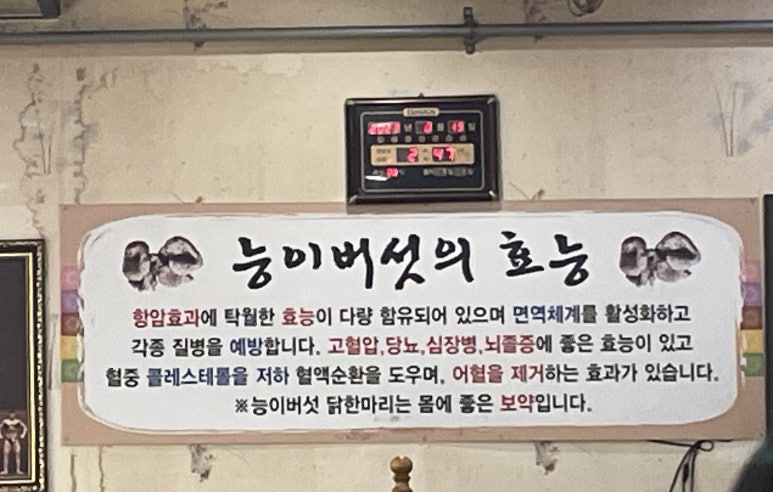 2 47
능이버섯의 효능
항암효과에 탁월한 효능이 다량 함유되어 있으며 면역체계를 활성화하고
각종 질병을 예방합니다. 고혈압,당뇨,심장병,뇌졸증에 좋은 효능이 있고
혈중 콜레스테롤을 저하 혈액순환을 도우며, 어혈을 제거하는 효과가 있습니다.
※능이버섯 닭한마리는 몸에 좋은 보약입니다.